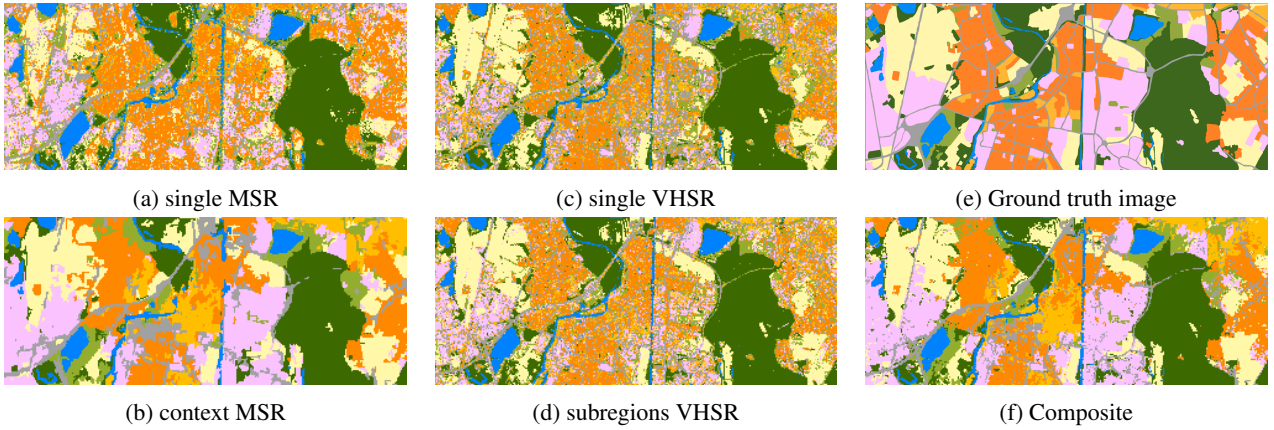 (a) single MSR
(c) single VHSR
(e) Ground truth image
(b) context MSR
(d) subregions VHSR
(f) Composite